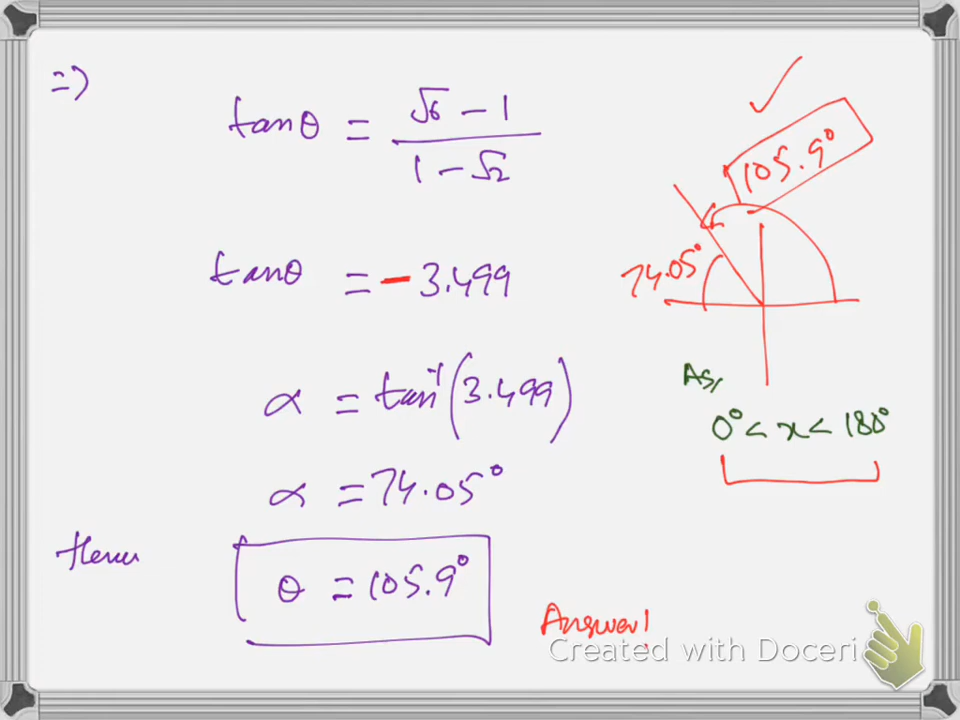 =>
tanθ = (√6 − 1)/(1 − √2)
105.9°
tanθ = −3.499
74.05°
α = tan⁻¹(3.499)
As,
0° < x < 180°
α = 74.05°
Hence
θ = 105.9°
Answer!
Created with Doceri